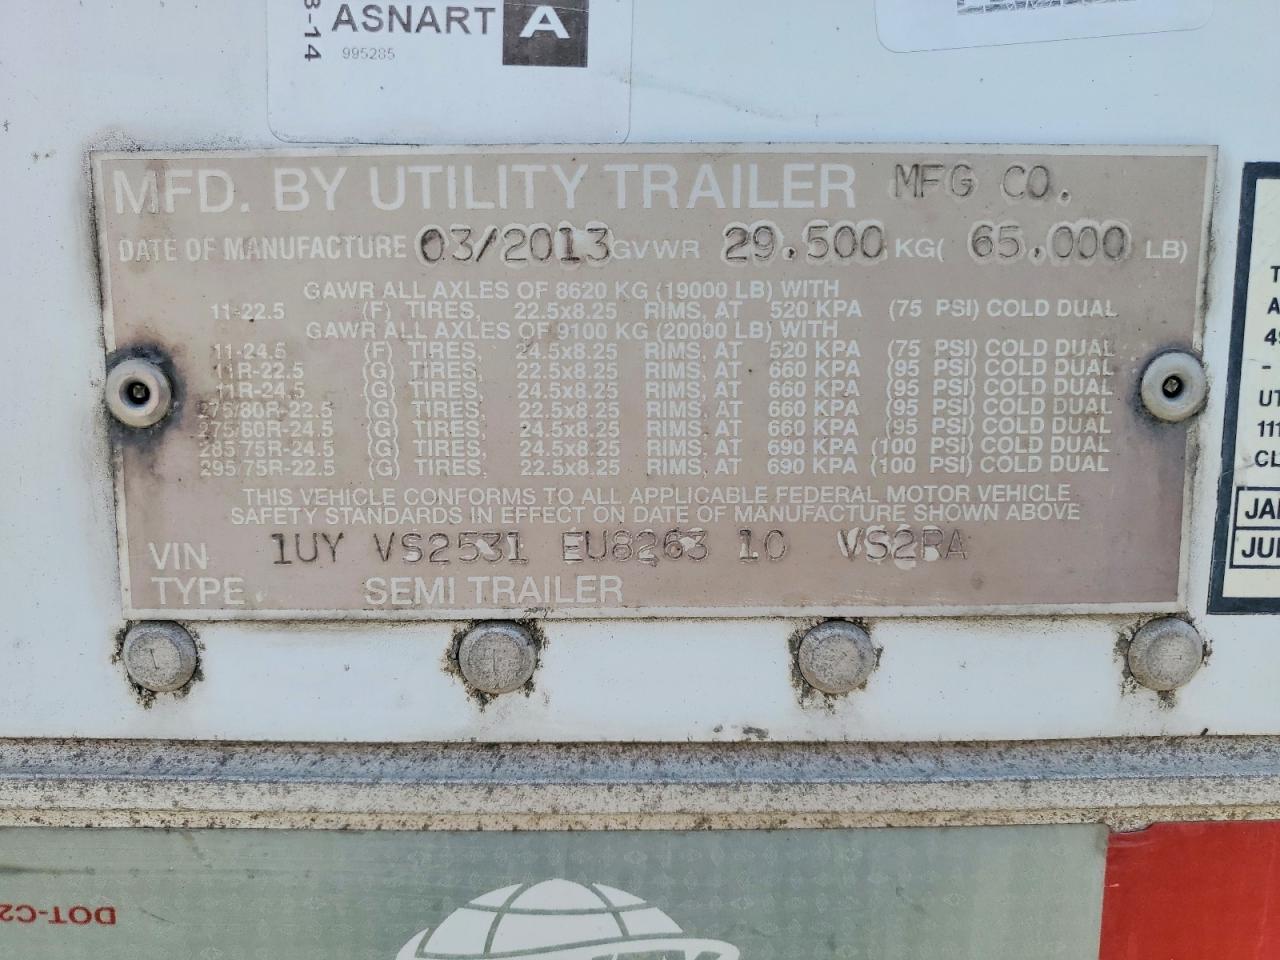 3-14
ASNART A
995285
MFD. BY UTILITY TRAILER MFG CO.
DATE OF MANUFACTURE 03/2013 GVWR 29.500 KG( 65.000 LB)
GAWR ALL AXLES OF 8620 KG (19000 LB) WITH
11-22.5 (F) TIRES, 22.5x8.25 RIMS, AT 520 KPA (75 PSI) COLD DUAL
GAWR ALL AXLES OF 9100 KG (20000 LB) WITH
11-24.5 (F) TIRES, 24.5x8.25 RIMS, AT 520 KPA (75 PSI) COLD DUAL
11R-22.5 (G) TIRES, 22.5x8.25 RIMS, AT 660 KPA (95 PSI) COLD DUAL
11R-24.5 (G) TIRES, 24.5x8.25 RIMS, AT 660 KPA (95 PSI) COLD DUAL
275/80R-22.5 (G) TIRES, 22.5x8.25 RIMS, AT 660 KPA (95 PSI) COLD DUAL
275/80R-24.5 (G) TIRES, 24.5x8.25 RIMS, AT 660 KPA (95 PSI) COLD DUAL
285/75R-24.5 (G) TIRES, 24.5x8.25 RIMS, AT 690 KPA (100 PSI) COLD DUAL
295/75R-22.5 (G) TIRES, 22.5x8.25 RIMS, AT 690 KPA (100 PSI) COLD DUAL
THIS VEHICLE CONFORMS TO ALL APPLICABLE FEDERAL MOTOR VEHICLE
SAFETY STANDARDS IN EFFECT ON DATE OF MANUFACTURE SHOWN ABOVE
VIN 1UY VS2531 EU8263 10 VS2RA
TYPE SEMI TRAILER
T
A
-
UT
111
CL
JAN
JUL
DOT-C2